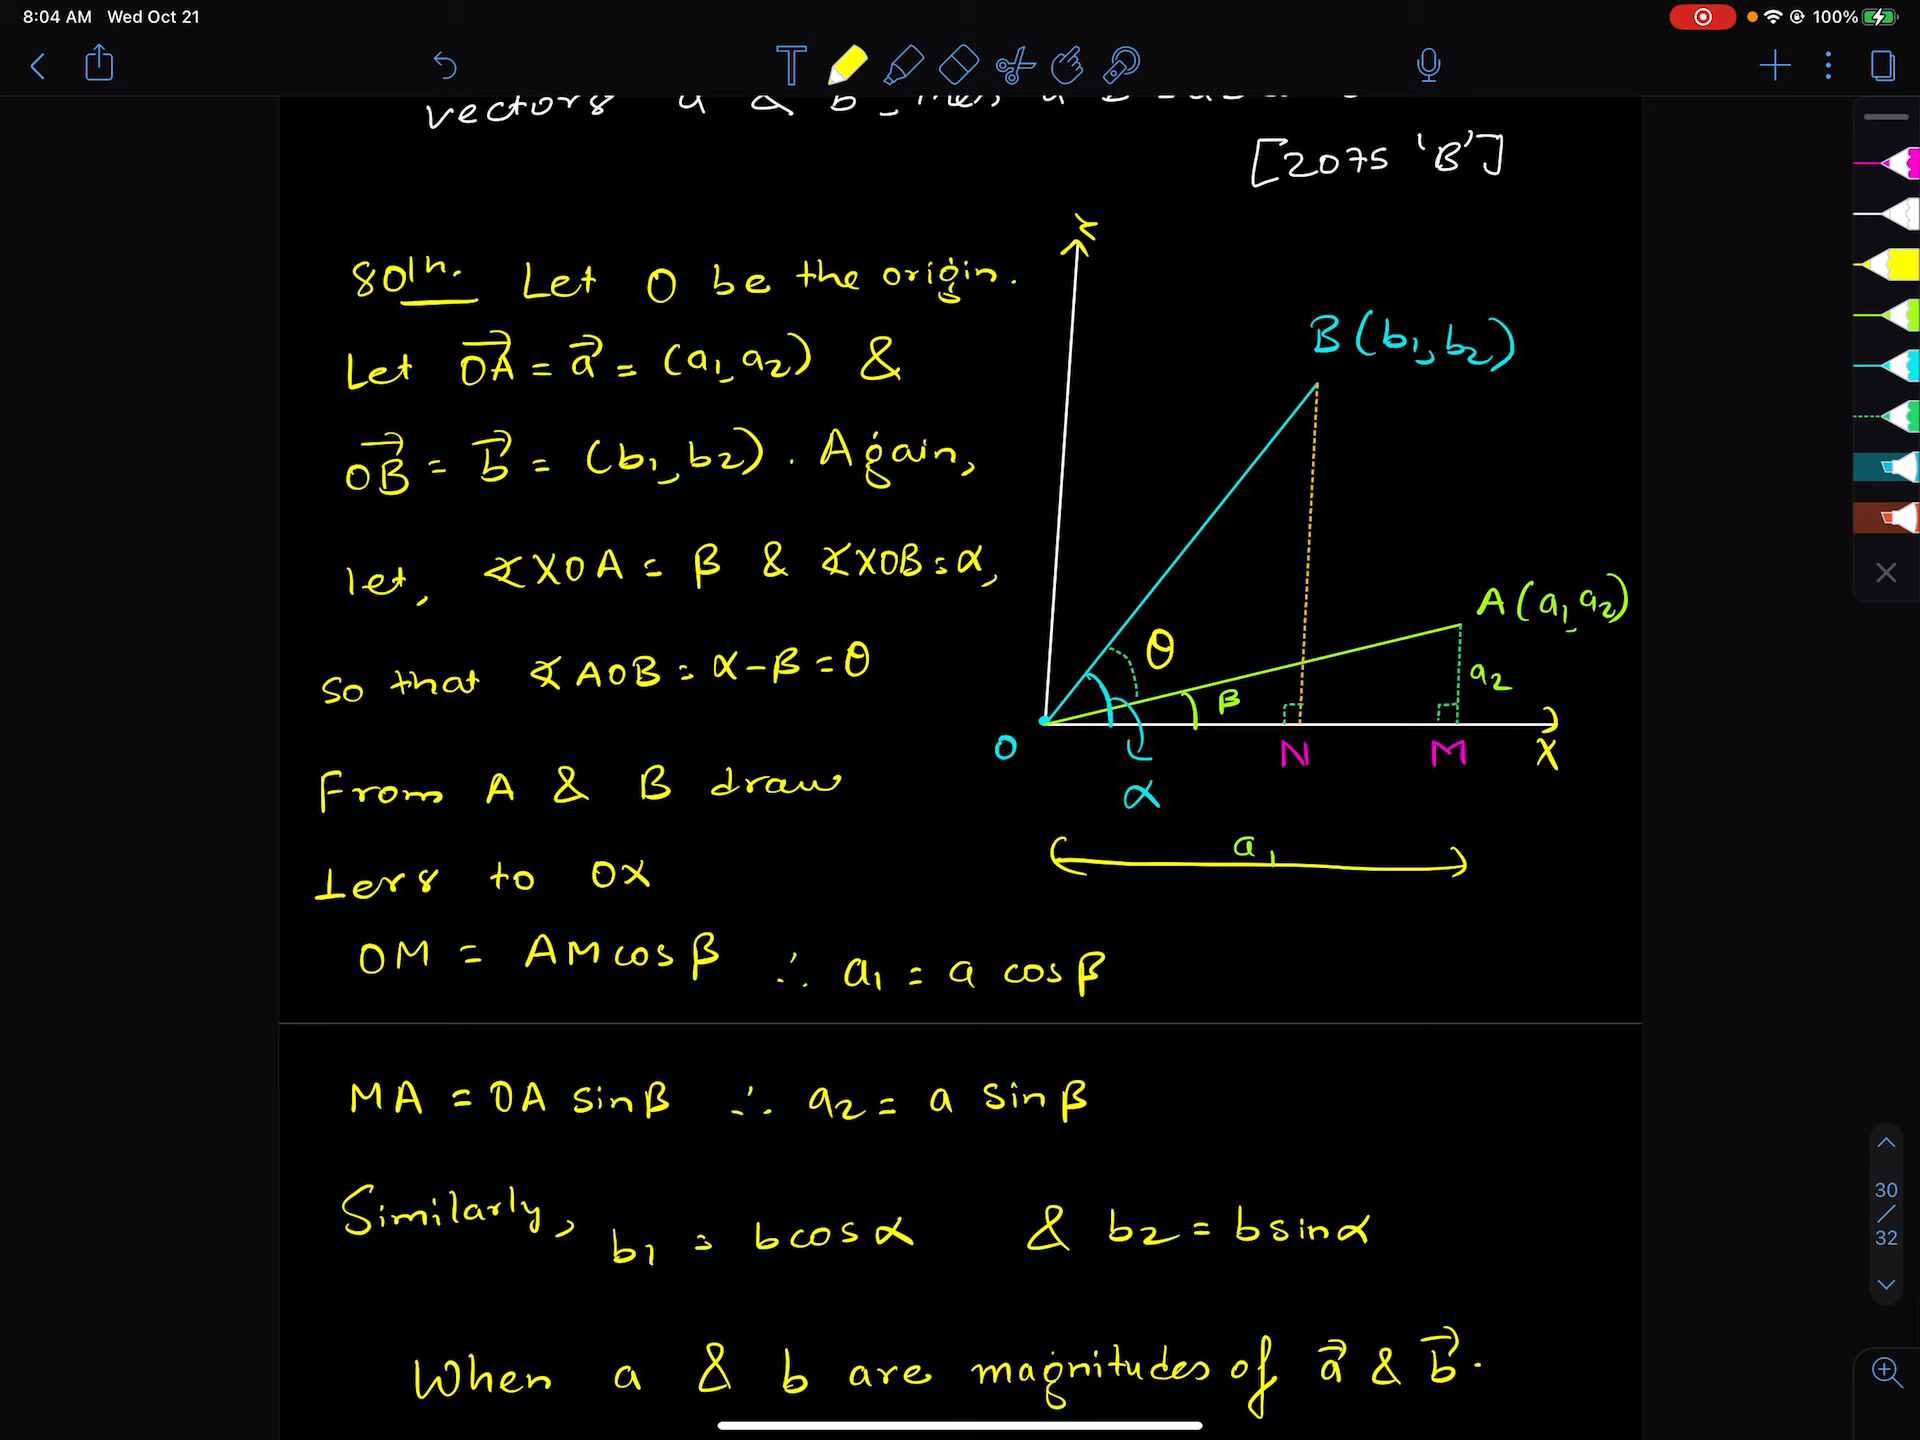 8:04 AM Wed Oct 21
100%
vectors a & b, then
[2075 'B']
Soln. Let O be the origin.
Let OA⃗ = a⃗ = (a₁, a₂) &
OB⃗ = b⃗ = (b₁, b₂). Again,
let, ∢XOA = β & ∢XOB = α,
so that ∢AOB = α-β = θ
From A & B draw
⊥ers to OX
OM = AM cos β ∴ a₁ = a cos β
Y
B(b₁, b₂)
A(a₁, a₂)
θ
a₂
β
O
N
M
X
α
a₁
MA = OA sin β ∴ a₂ = a sin β
Similarly, b₁ = b cos α & b₂ = b sin α
When a & b are magnitudes of a⃗ & b⃗.
30
/
32